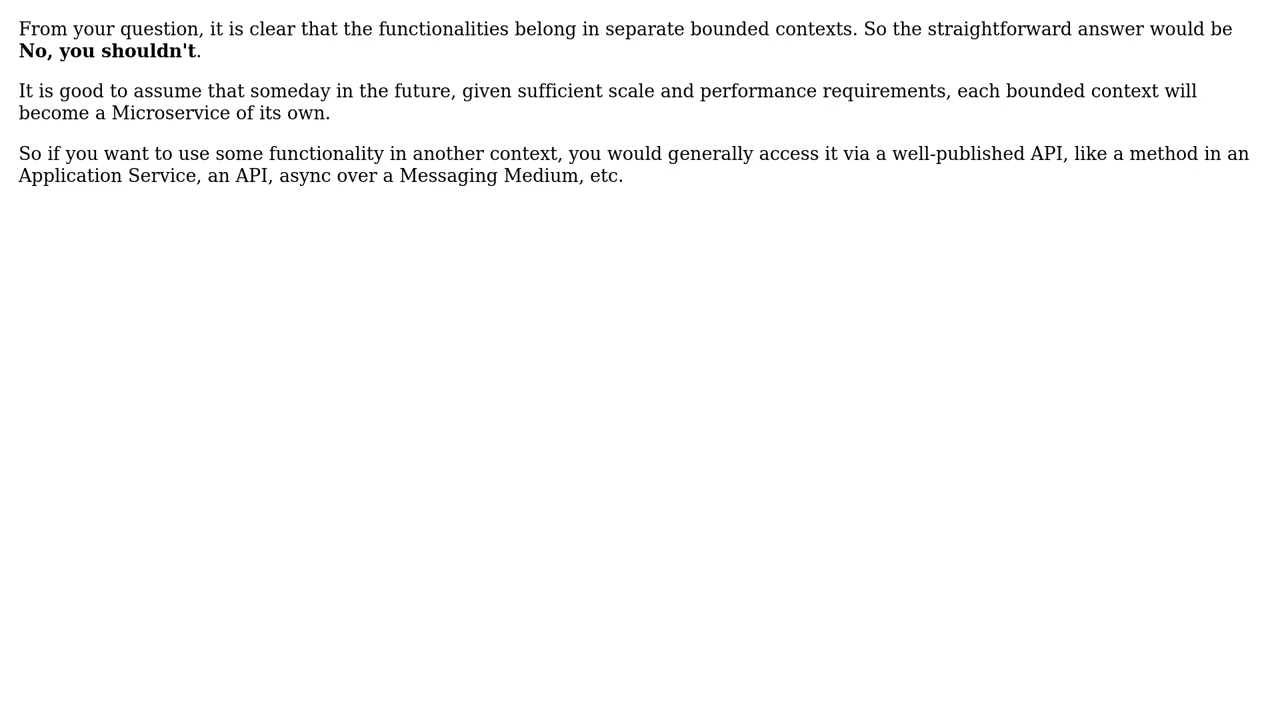 From your question, it is clear that the functionalities belong in separate bounded contexts. So the straightforward answer would be
No, you shouldn't.
It is good to assume that someday in the future, given sufficient scale and performance requirements, each bounded context will
become a Microservice of its own.
So if you want to use some functionality in another context, you would generally access it via a well-published API, like a method in an
Application Service, an API, async over a Messaging Medium, etc.